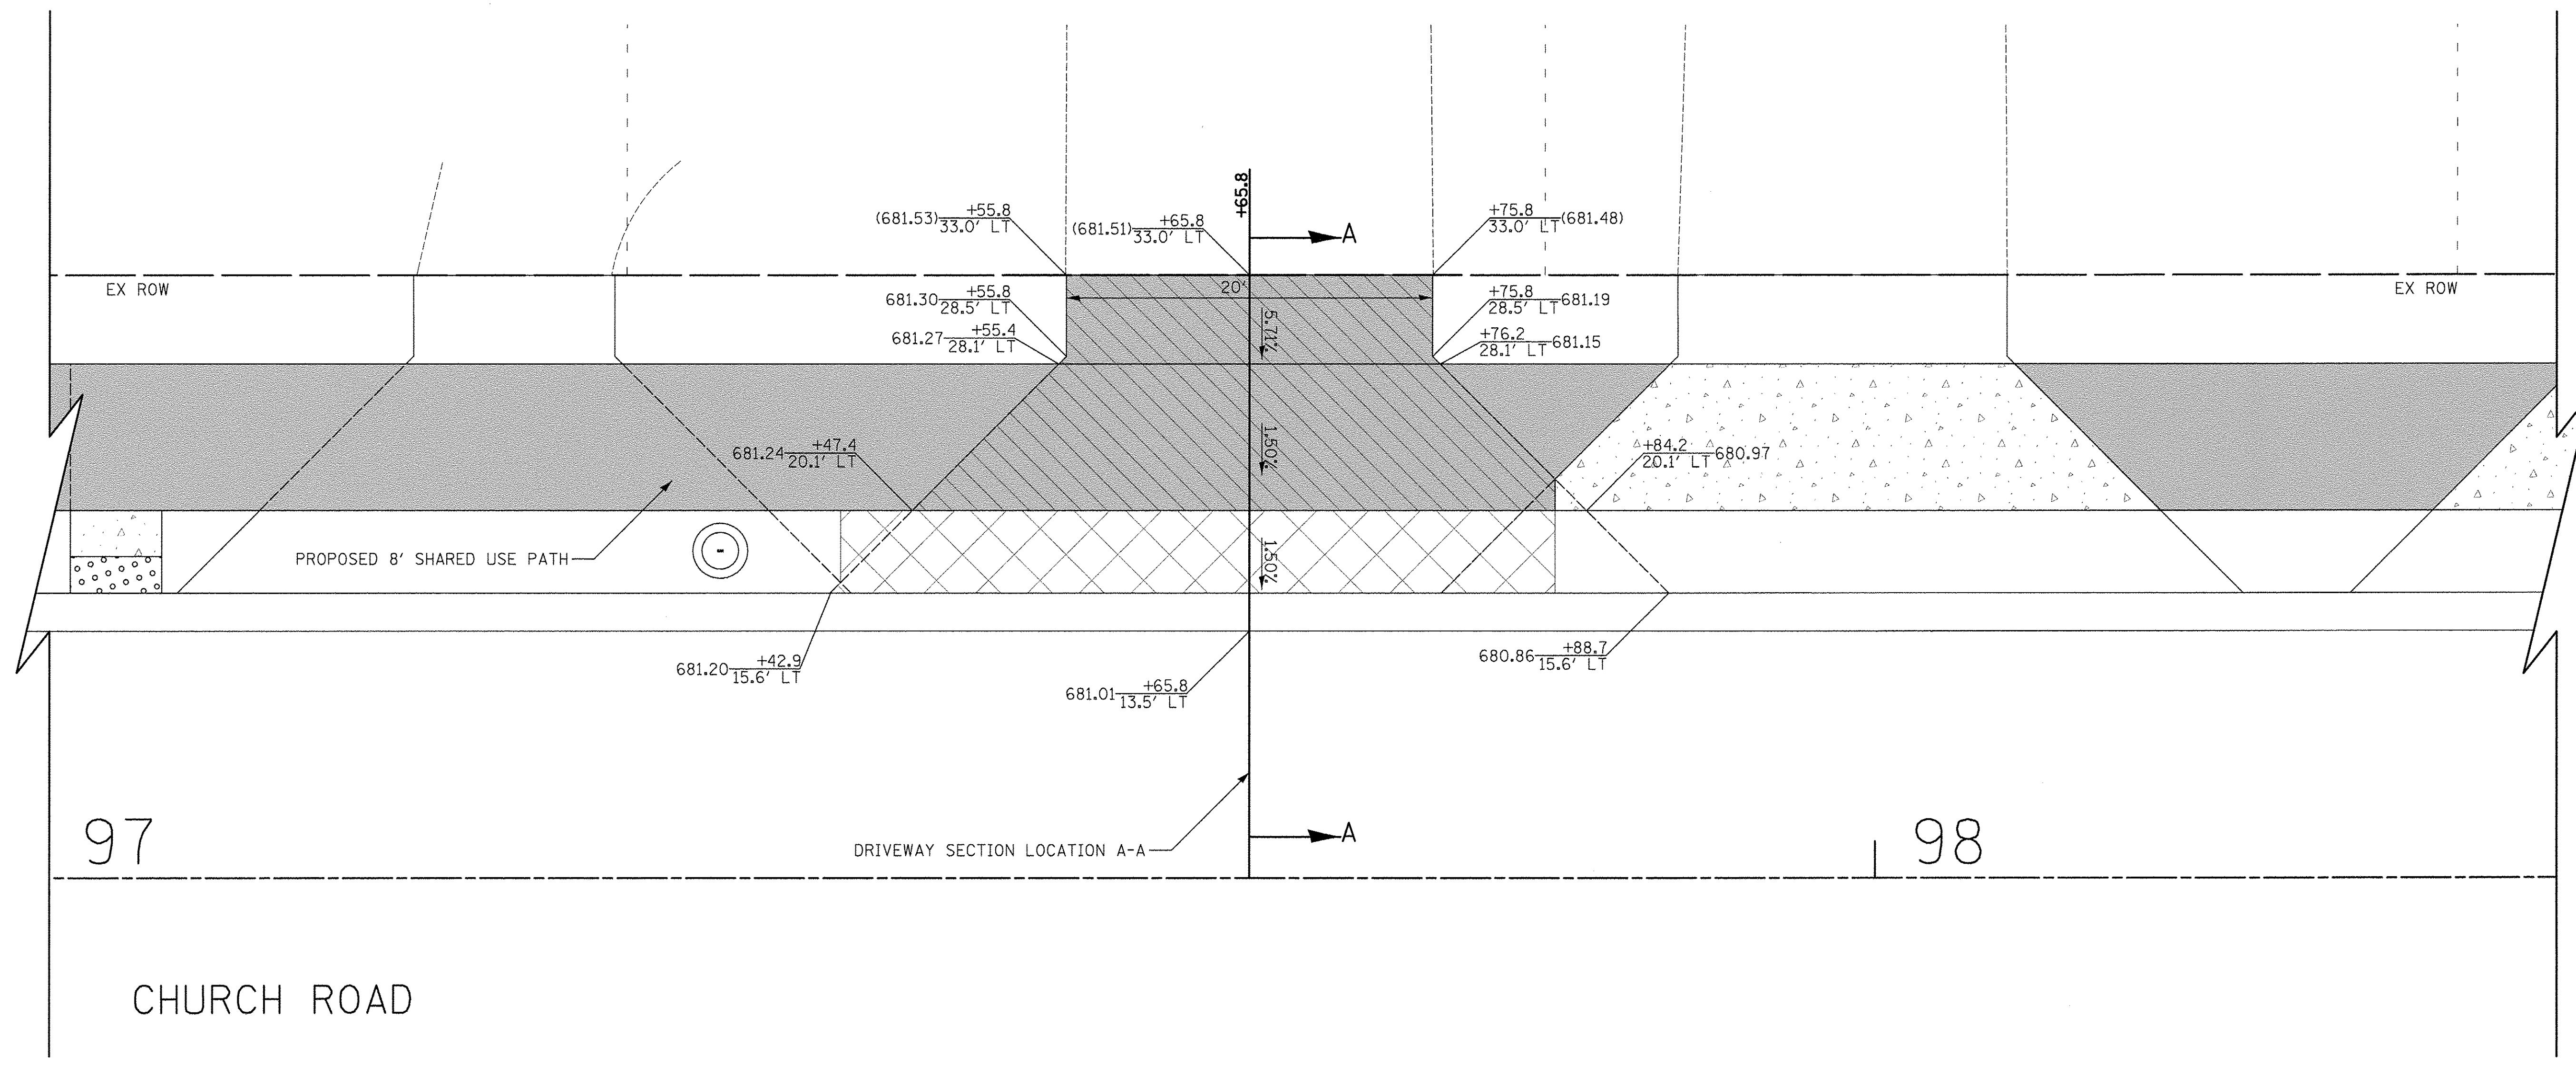 +65.8
A
(681.53) +55.8
33.0' LT
(681.51) +65.8
33.0' LT
+75.8 (681.48)
33.0' LT
EX ROW
20'
EX ROW
681.30 +55.8
28.5' LT
+75.8 681.19
28.5' LT
5.71%
681.27 +55.4
28.1' LT
+76.2 681.15
28.1' LT
681.24 +47.4
20.1' LT
1.50%
+84.2 680.97
20.1' LT
PROPOSED 8' SHARED USE PATH
1.50%
681.20 +42.9
15.6' LT
680.86 +88.7
15.6' LT
681.01 +65.8
13.5' LT
97
DRIVEWAY SECTION LOCATION A-A
A
98
CHURCH ROAD